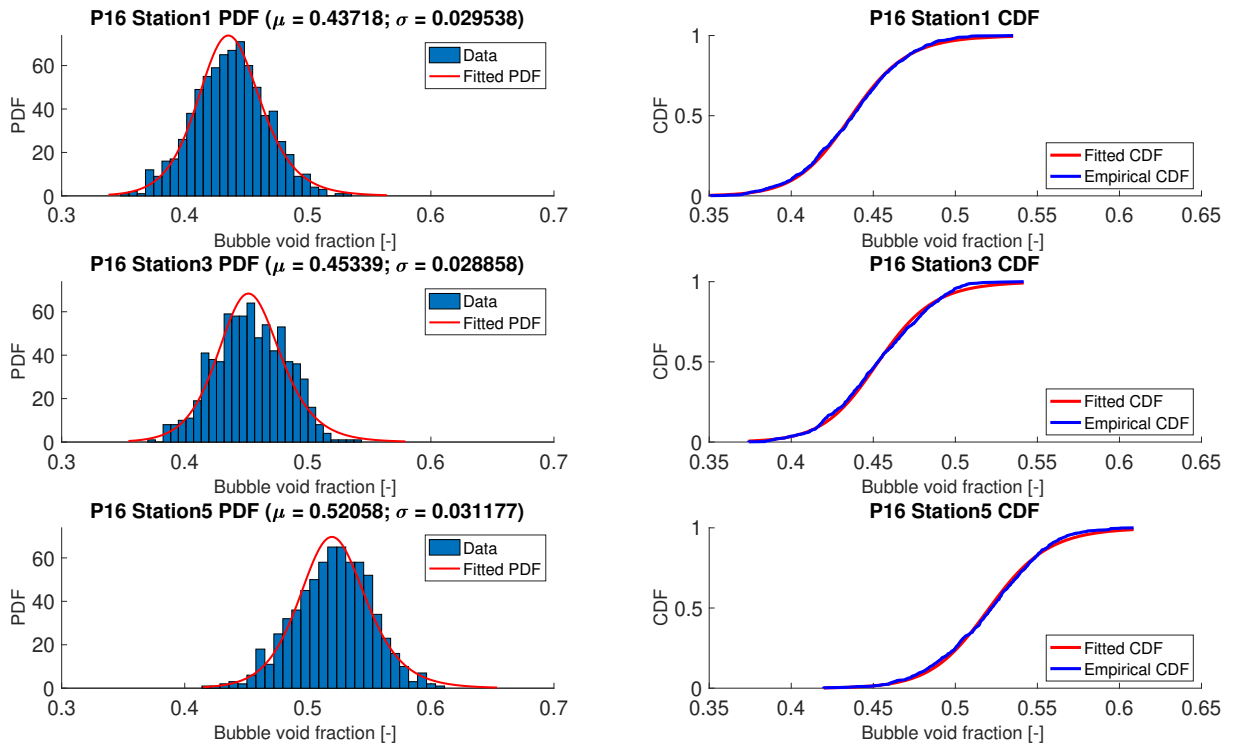 P16 Station1 PDF (μ = 0.43718; σ = 0.029538)
PDF
60
40
20
0
0.3 0.4 0.5 0.6 0.7
Bubble void fraction [-]
Data
Fitted PDF
P16 Station1 CDF
CDF
1
0.5
0
0.35 0.4 0.45 0.5 0.55 0.6 0.65
Bubble void fraction [-]
Fitted CDF
Empirical CDF
P16 Station3 PDF (μ = 0.45339; σ = 0.028858)
PDF
60
40
20
0
0.3 0.4 0.5 0.6 0.7
Bubble void fraction [-]
Data
Fitted PDF
P16 Station3 CDF
CDF
1
0.5
0
0.35 0.4 0.45 0.5 0.55 0.6 0.65
Bubble void fraction [-]
Fitted CDF
Empirical CDF
P16 Station5 PDF (μ = 0.52058; σ = 0.031177)
PDF
60
40
20
0
0.3 0.4 0.5 0.6 0.7
Bubble void fraction [-]
Data
Fitted PDF
P16 Station5 CDF
CDF
1
0.5
0
0.35 0.4 0.45 0.5 0.55 0.6 0.65
Bubble void fraction [-]
Fitted CDF
Empirical CDF